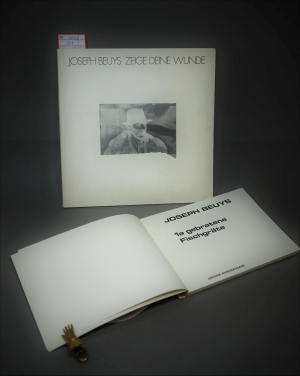 JOSEPH BEUYS: ZEIGE DEINE WUNDE
JOSEPH BEUYS
1a gebratene
Fischgräte